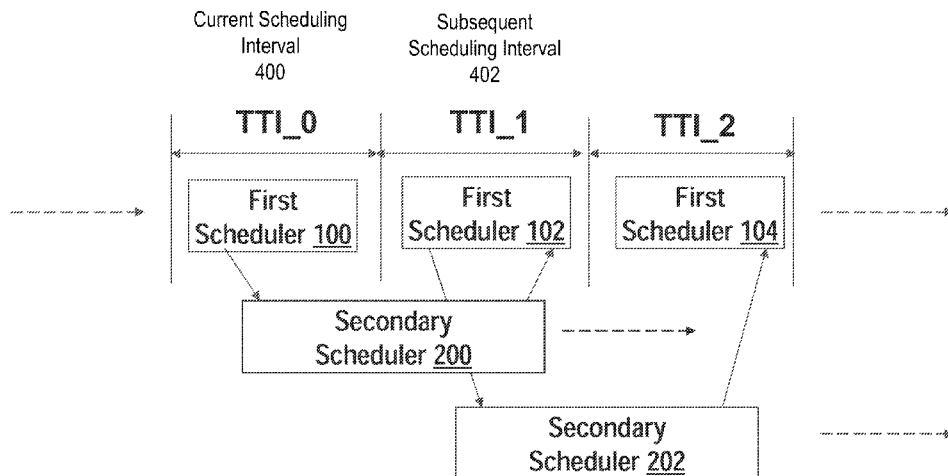 Current Scheduling
Interval
400
Subsequent
Scheduling Interval
402
TTI_0
TTI_1
TTI_2
First
Scheduler 100
First
Scheduler 102
First
Scheduler 104
Secondary
Scheduler 200
Secondary
Scheduler 202